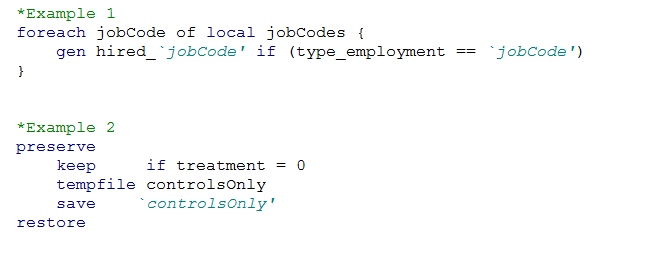 *Example 1
foreach jobCode of local jobCodes {
    gen hired_`jobCode' if (type_employment == `jobCode')
}
*Example 2
preserve
    keep     if treatment = 0
    tempfile controlsOnly
    save    `controlsOnly'
restore